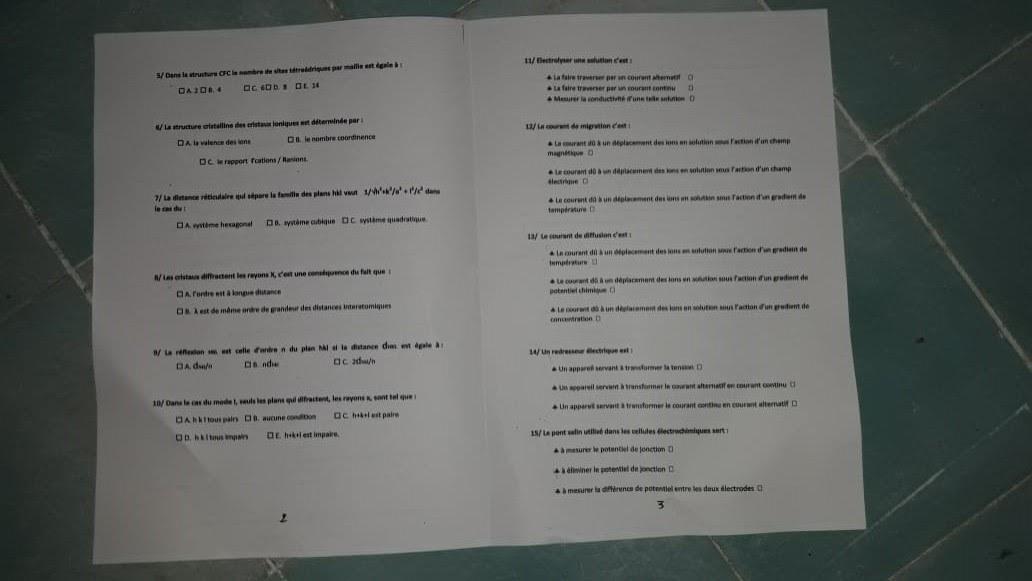 5/ Dans la structure CFC le nombre de sites tétraédriques par maille est égale à :
☐ A. 2 ☐ B. 4 ☐ C. 6 ☐ D. 8 ☐ E. 14
6/ La structure cristalline des cristaux ioniques est déterminée par :
☐ A. la valence des ions ☐ B. le nombre coordinence
☐ C. le rapport rcations / Ranions.
7/ La distance réticulaire qui sépare la famille des plans hkl vaut 1/√h²+k²/a² + l²/c² dans
le cas du :
☐ A. système hexagonal ☐ B. système cubique ☐ C. système quadratique.
8/ Les cristaux diffractent les rayons X, c'est une conséquence du fait que :
☐ A. l'ordre est à longue distance
☐ B. λ est de même ordre de grandeur des distances interatomiques
9/ La réflexion est celle d'ordre n du plan hkl si la distance est égale à :
☐ A. dhkl/n ☐ B. ndhkl ☐ C. 2dhkl/n
10/ Dans le cas du mode I, seuls les plans qui difractent, les rayons x, sont tel que :
☐ A. h k l tous pairs ☐ B. aucune condition ☐ C. h+k+l est paire
☐ D. h k l tous impairs ☐ E. h+k+l est impaire.
2
11/ Electrolyser une solution c'est :
♣ La faire traverser par un courant alternatif ☐
♣ La faire traverser par un courant continu ☐
♣ Mesurer la conductivité d'une telle solution ☐
12/ Le courant de migration c'est :
♣ Le courant dû à un déplacement des ions en solution sous l'action d'un champ
magnétique ☐
♣ Le courant dû à un déplacement des ions en solution sous l'action d'un champ
électrique ☐
♣ Le courant dû à un déplacement des ions en solution sous l'action d'un gradient de
température ☐
13/ Le courant de diffusion c'est :
♣ Le courant dû à un déplacement des ions en solution sous l'action d'un gradient de
température ☐
♣ Le courant dû à un déplacement des ions en solution sous l'action d'un gradient de
potentiel chimique ☐
♣ Le courant dû à un déplacement des ions en solution sous l'action d'un gredient de
concentration ☐
14/ Un redresseur électrique est :
♣ Un appareil servant à transformer la tension ☐
♣ Un appareil servant à transformer le courant alternatif en courant continu ☐
♣ Un appareil servant à transformer le courant continu en courant alternatif ☐
15/ Le pont salin utilisé dans les cellules électrochimiques sert :
♣ à mesurer le potentiel de jonction ☐
♣ à éliminer le potentiel de jonction ☐
♣ à mesurer la différence de potentiel entre les deux électrodes ☐
3